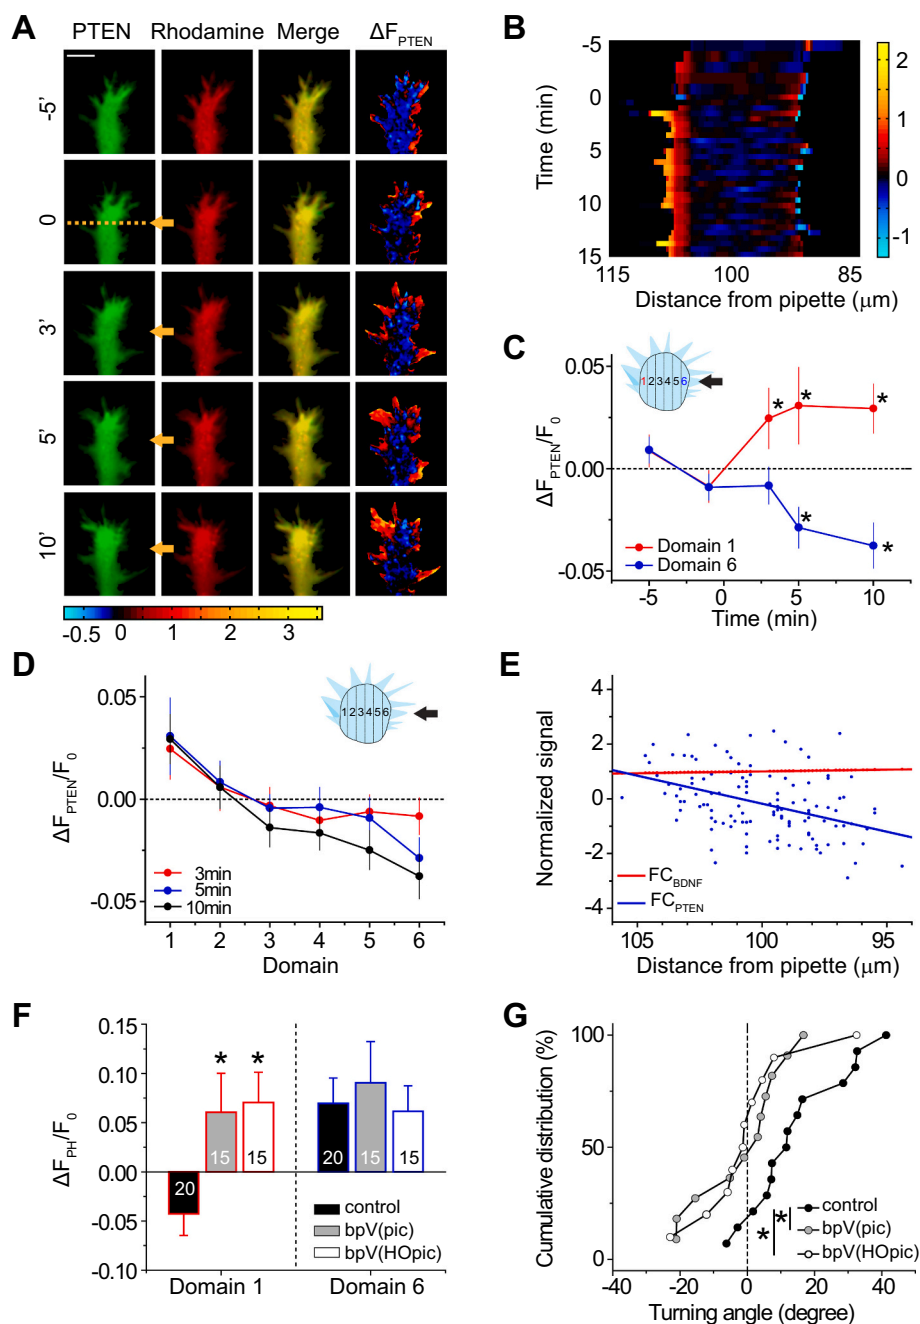 A
PTEN Rhodamine Merge ΔF_PTEN
-5'
0
3'
5'
10'
-0.5 0 1 2 3
B
Time (min)
-5
0
5
10
15
115 100 85
Distance from pipette (μm)
2
1
0
-1
C
ΔF_PTEN/F_0
0.05
0.00
-0.05
1 2 3 4 5 6
* * *
* *
Domain 1
Domain 6
-5 0 5 10
Time (min)
D
ΔF_PTEN/F_0
0.05
0.00
-0.05
1 2 3 4 5 6
3min
5min
10min
1 2 3 4 5 6
Domain
E
Normalized signal
4
2
0
-2
-4
FC_BDNF
FC_PTEN
106 100 94
Distance from pipette (μm)
F
ΔF_PH/F_0
0.15
0.10
0.05
0.00
-0.05
-0.10
* *
20 15 15 20 15 15
control
bpV(pic)
bpV(HOpic)
Domain 1 Domain 6
G
Cumulative distribution (%)
100
50
0
* *
control
bpV(pic)
bpV(HOpic)
-40 -20 0 20 40 60
Turning angle (degree)